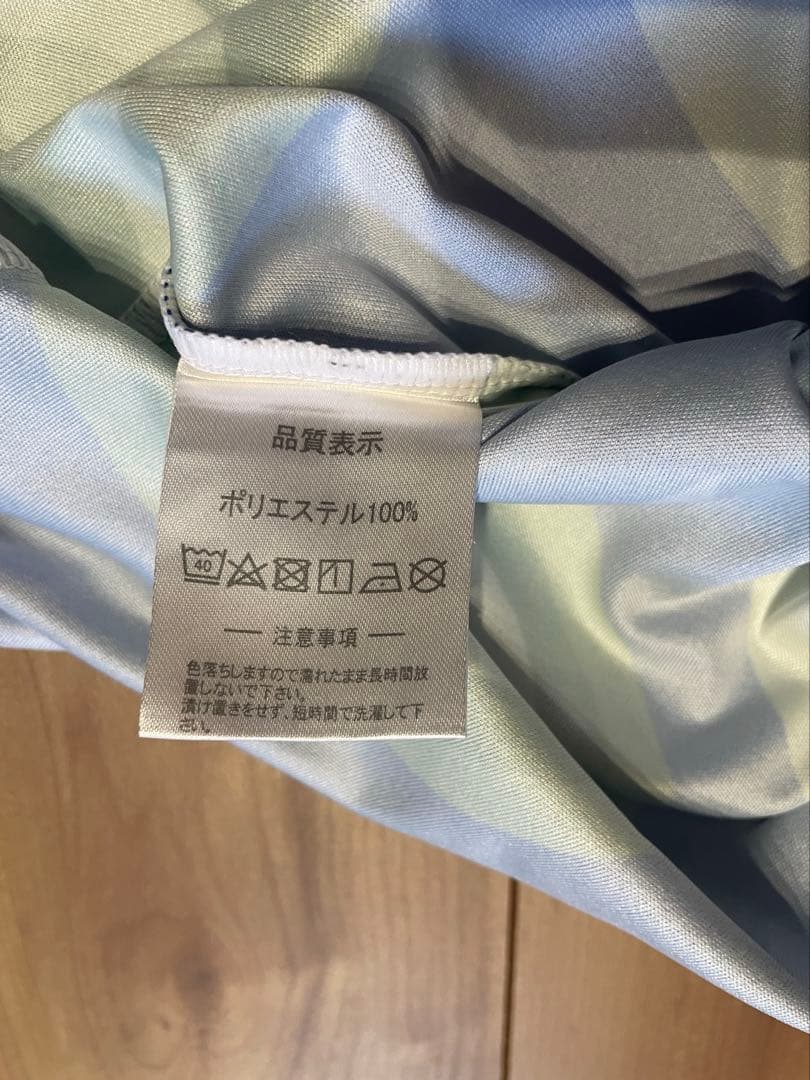 品質表示
ポリエステル100%
40
注意事項
色落ちしますので濡れたまま長時間放
置しないで下さい。
漬け置きをせず、短時間で洗濯して下
さい。